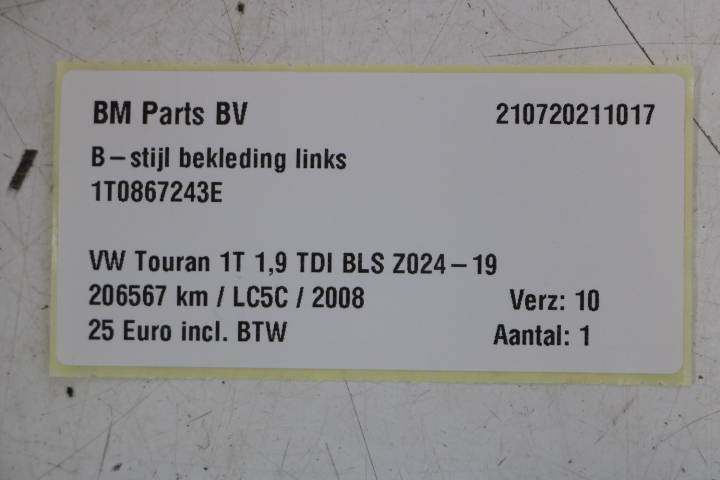 BM Parts BV 210720211017
B-stijl bekleding links
1T0867243E
VW Touran 1T 1,9 TDI BLS Z024-19
206567 km / LC5C / 2008 Verz: 10
25 Euro incl. BTW Aantal: 1